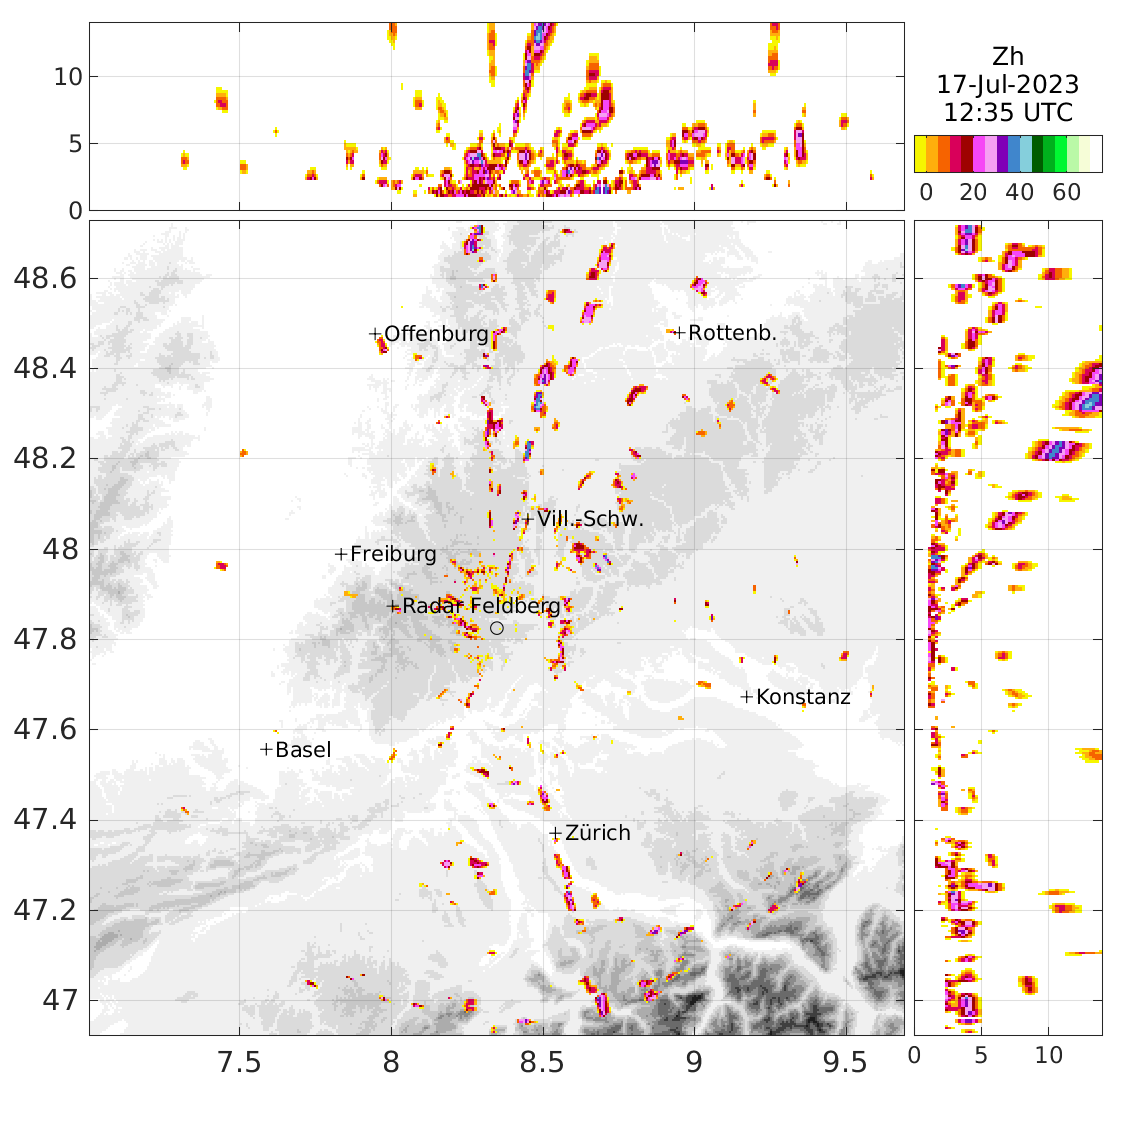 10
5
0
Zh
17-Jul-2023
12:35 UTC
0 20 40 60
48.6
48.4
48.2
48
47.8
47.6
47.4
47.2
47
Offenburg
Rottenb.
Vill.-Schw.
Freiburg
Radar Feldberg
Konstanz
Basel
Zürich
7.5 8 8.5 9 9.5
0 5 10